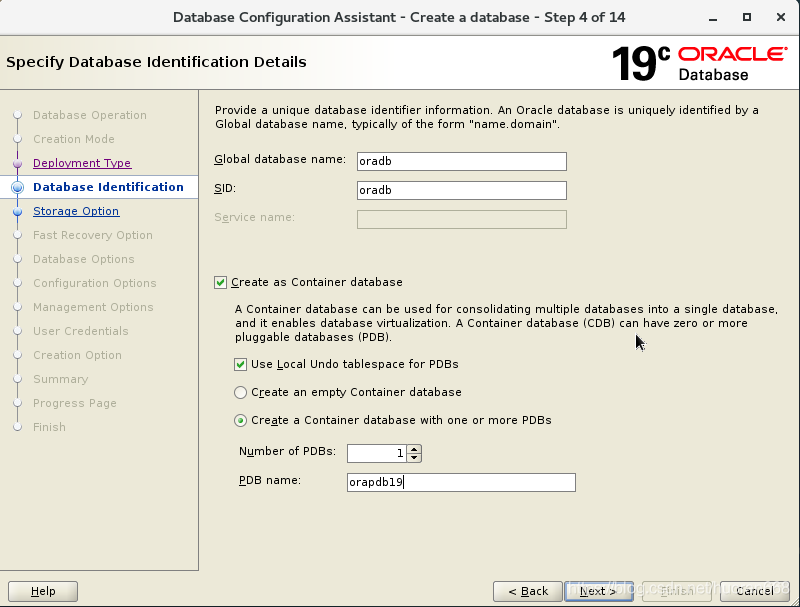 Database Configuration Assistant - Create a database - Step 4 of 14
Specify Database Identification Details
19c ORACLE
Database
Database Operation
Creation Mode
Deployment Type
Database Identification
Storage Option
Fast Recovery Option
Database Options
Configuration Options
Management Options
User Credentials
Creation Option
Summary
Progress Page
Finish
Provide a unique database identifier information. An Oracle database is uniquely identified by a
Global database name, typically of the form "name.domain".
Global database name: oradb
SID: oradb
Service name:
Create as Container database
A Container database can be used for consolidating multiple databases into a single database,
and it enables database virtualization. A Container database (CDB) can have zero or more
pluggable databases (PDB).
Use Local Undo tablespace for PDBs
Create an empty Container database
Create a Container database with one or more PDBs
Number of PDBs: 1
PDB name: orapdb19
Help
< Back
Next >
Finish
Cancel